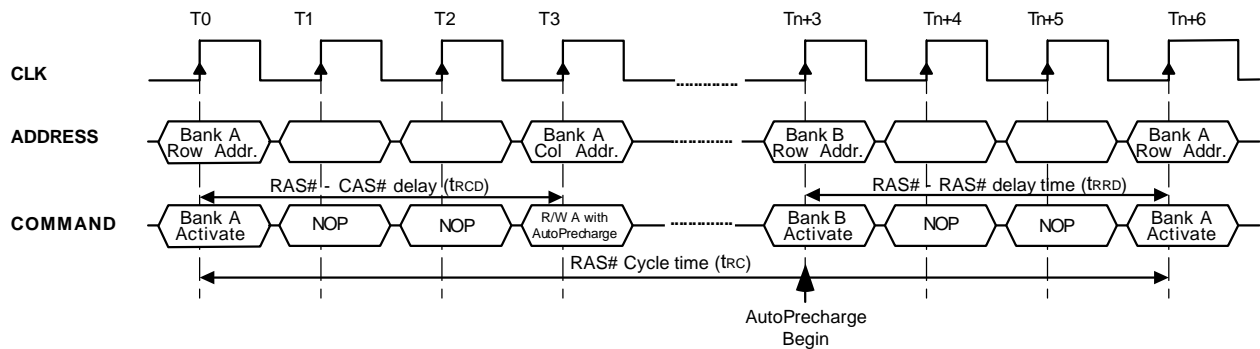 T0 T1 T2 T3 Tn+3 Tn+4 Tn+5 Tn+6
CLK
ADDRESS
Bank A
Row Addr.
Bank A
Col Addr.
Bank B
Row Addr.
Bank A
Row Addr.
RAS# - CAS# delay (tRCD)
RAS# - RAS# delay time (tRRD)
COMMAND
Bank A
Activate
NOP
NOP
R/W A with
AutoPrecharge
Bank B
Activate
NOP
NOP
Bank A
Activate
RAS# Cycle time (tRC)
AutoPrecharge
Begin